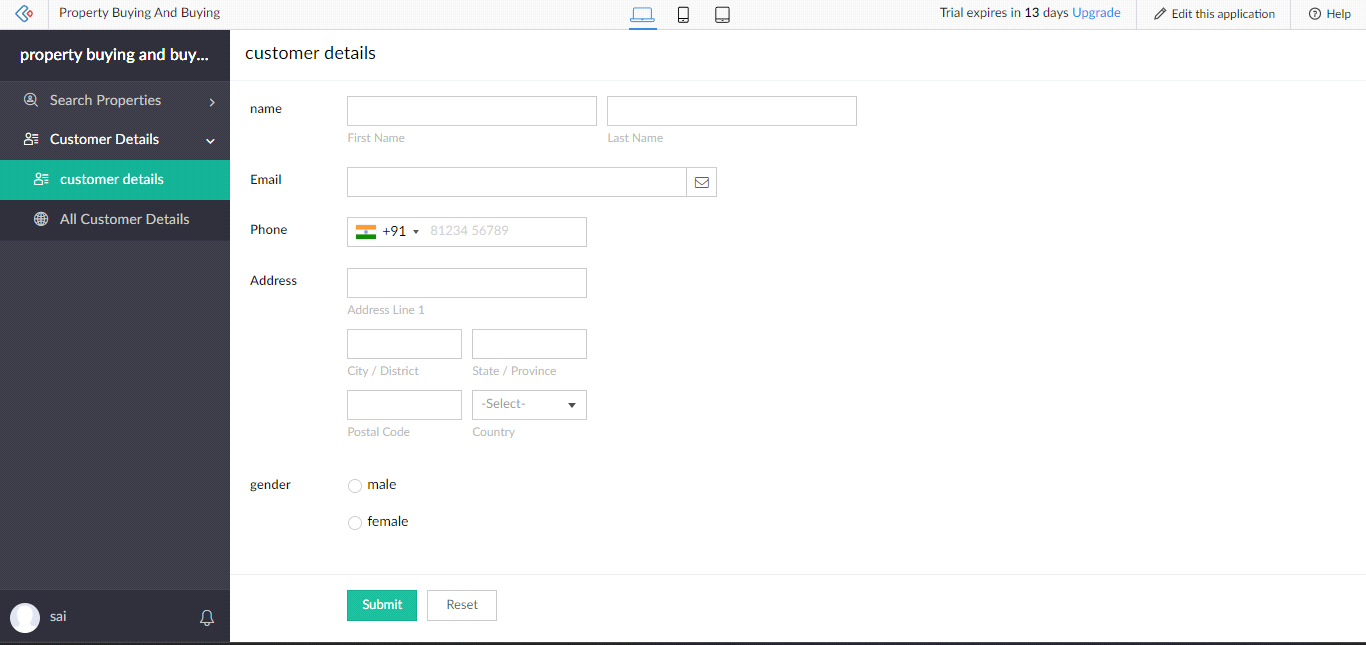 Property Buying And Buying
Trial expires in 13 days Upgrade
Edit this application
Help
property buying and buy...
Search Properties
Customer Details
customer details
All Customer Details
sai
customer details
name
First Name
Last Name
Email
Phone
+91
81234 56789
Address
Address Line 1
City / District
State / Province
-Select-
Postal Code
Country
gender
male
female
Submit
Reset